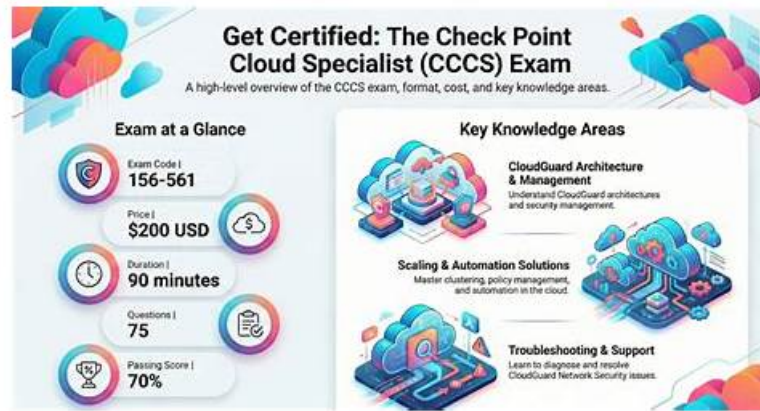 Get Certified: The Check Point
Cloud Specialist (CCCS) Exam
A high-level overview of the CCCS exam, format, cost, and key knowledge areas.
Exam at a Glance
Exam Code |
156-561
Price |
$200 USD
Duration |
90 minutes
Questions |
75
Passing Score |
70%
Key Knowledge Areas
CloudGuard Architecture
& Management
Understand CloudGuard architectures
and security management.
Scaling & Automation Solutions
Master clustering, policy management,
and automation in the cloud.
Troubleshooting & Support
Learn to diagnose and resolve
CloudGuard Network Security issues.